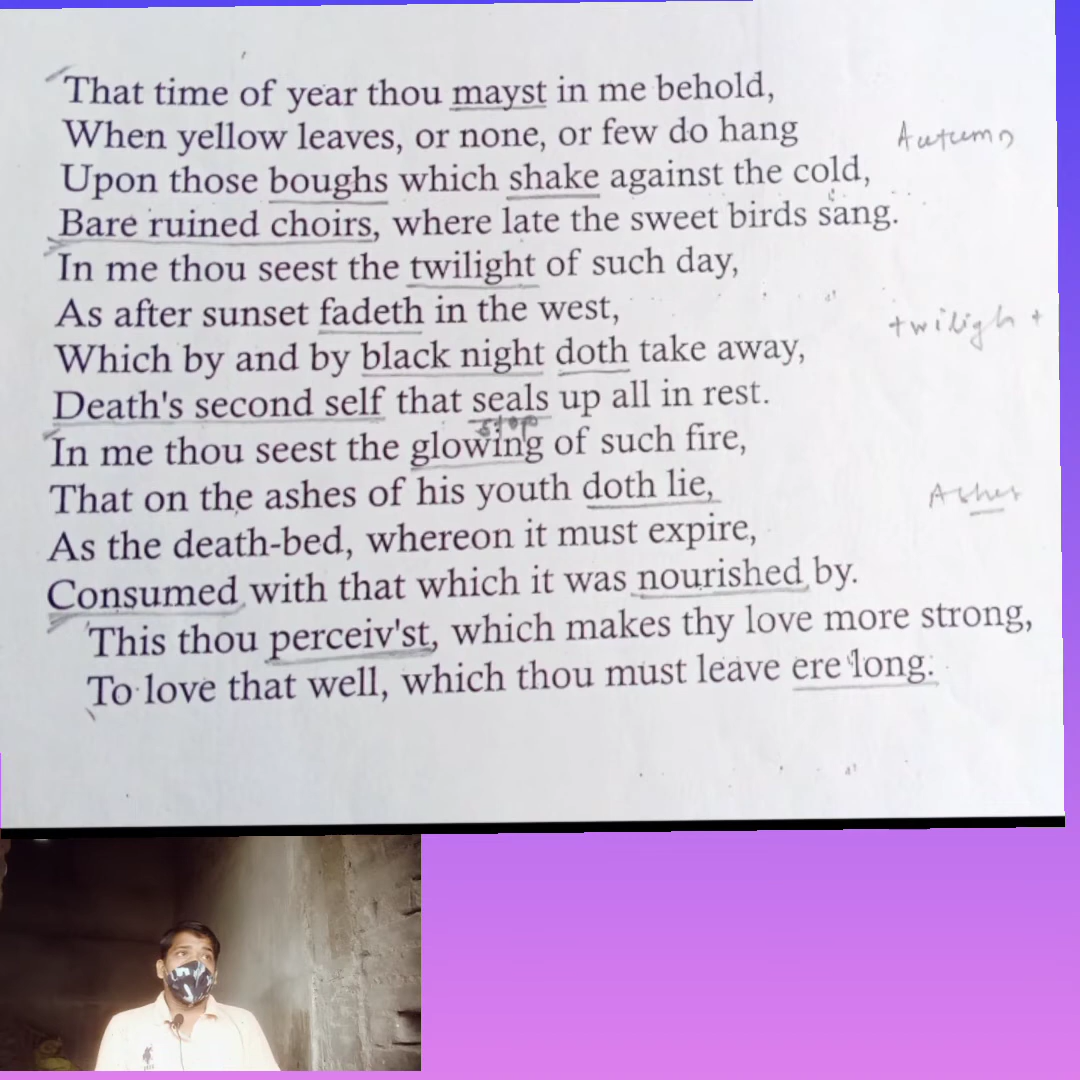 That time of year thou mayst in me behold,
When yellow leaves, or none, or few do hang
Autumn
Upon those boughs which shake against the cold,
Bare ruined choirs, where late the sweet birds sang.
In me thou seest the twilight of such day,
As after sunset fadeth in the west,
twilight
Which by and by black night doth take away,
Death's second self that seals up all in rest.
stop
In me thou seest the glowing of such fire,
That on the ashes of his youth doth lie,
Ashes
As the death-bed, whereon it must expire,
Consumed with that which it was nourished by.
This thou perceiv'st, which makes thy love more strong,
To love that well, which thou must leave ere long.